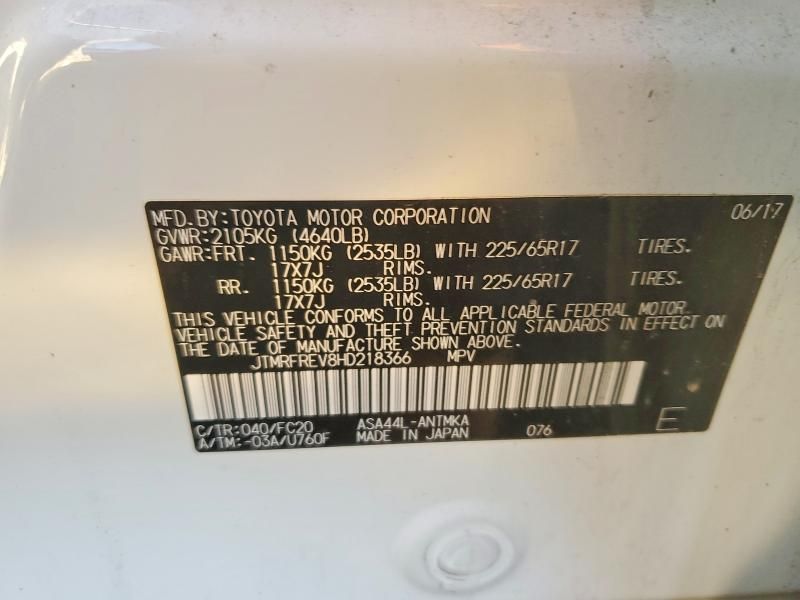 MFD. BY: TOYOTA MOTOR CORPORATION 06/17
GVWR: 2105KG (4640LB)
GAWR: FRT. 1150KG (2535LB) WITH 225/65R17 TIRES.
17X7J RIMS.
RR. 1150KG (2535LB) WITH 225/65R17 TIRES.
17X7J RIMS.
THIS VEHICLE CONFORMS TO ALL APPLICABLE FEDERAL MOTOR
VEHICLE SAFETY AND THEFT PREVENTION STANDARDS IN EFFECT ON
THE DATE OF MANUFACTURE SHOWN ABOVE.
JTMRFREV8HD218366 MPV
C/TR: 040/FC20 ASA44L-ANTMKA
A/TM: -03A/U760F MADE IN JAPAN 076 E